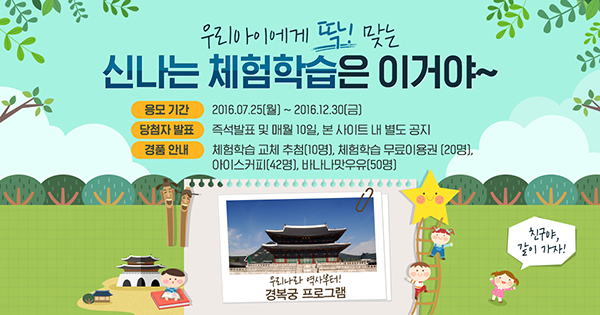 우리아이에게 딱! 맞는
신나는 체험학습은 이거야~
응모 기간 2016.07.25(월) ~ 2016.12.30(금)
당첨자 발표 즉석발표 및 매월 10일, 본 사이트 내 별도 공지
경품 안내 체험학습 교체 추첨(10명), 체험학습 무료이용권 (20명),
아이스커피(42명), 바나나맛우유(50명)
우리나라 역사부터!
경복궁 프로그램
친구야,
같이 가자!